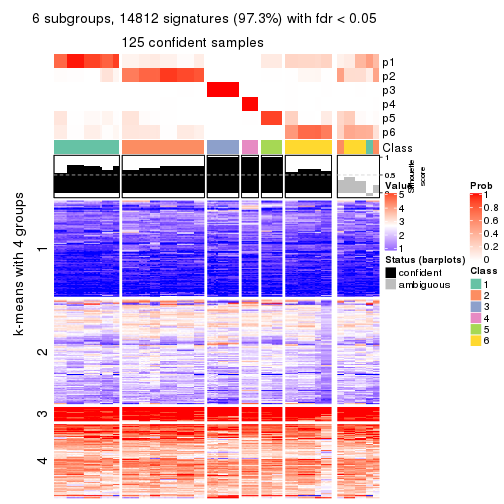 6 subgroups, 14812 signatures (97.3%) with fdr < 0.05
125 confident samples
p1
p2
p3
p4
p5
p6
Class
1
0.5
0
Silhouette
score
k-means with 4 groups
1
2
3
4
Value
5
4
3
2
1
Status (barplots)
confident
ambiguous
Prob
1
0.8
0.6
0.4
0.2
0
Class
1
2
3
4
5
6